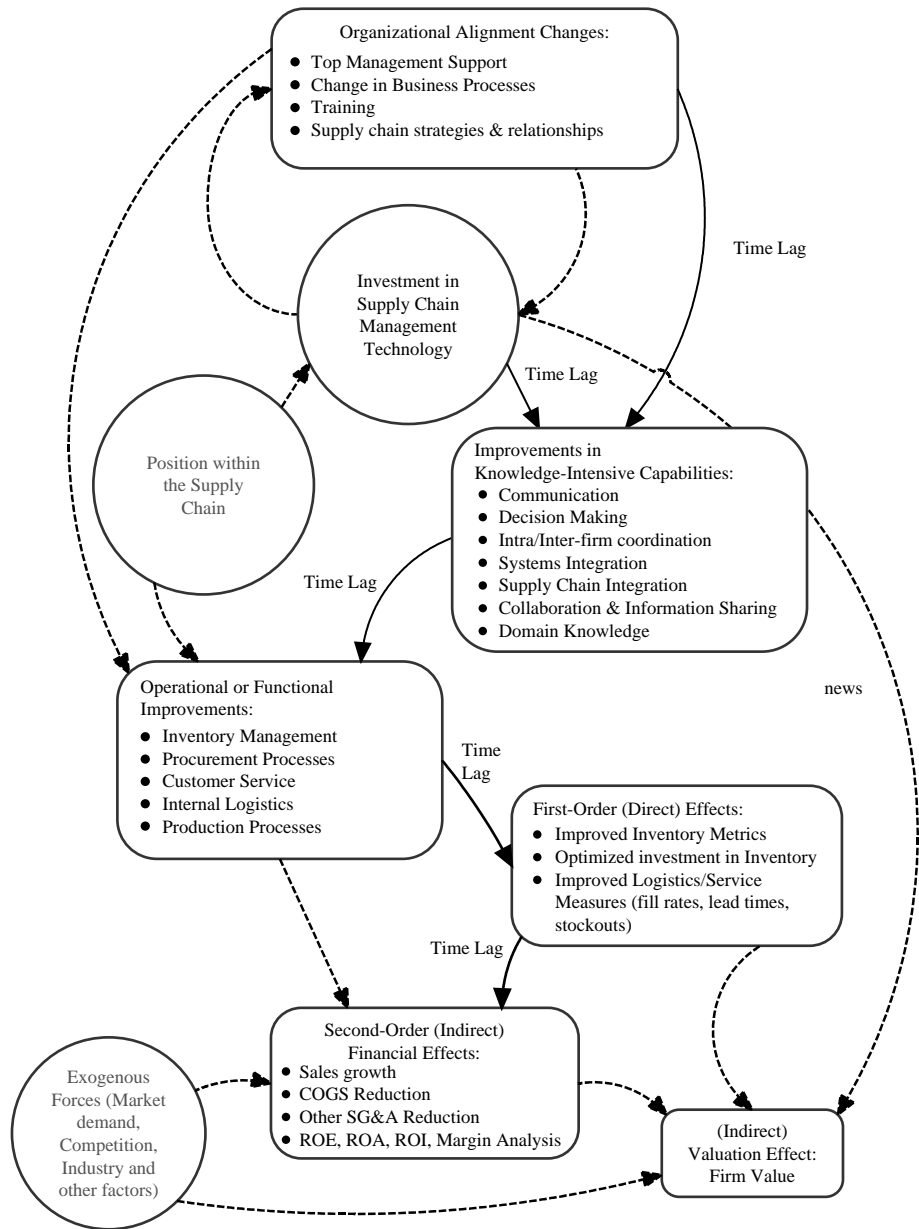 Organizational Alignment Changes:
● Top Management Support
● Change in Business Processes
● Training
● Supply chain strategies & relationships
Time Lag
Investment in
Supply Chain
Management
Technology
Time Lag
Position within
the Supply
Chain
Improvements in
Knowledge-Intensive Capabilities:
● Communication
● Decision Making
● Intra/Inter-firm coordination
● Systems Integration
● Supply Chain Integration
● Collaboration & Information Sharing
● Domain Knowledge
Time Lag
news
Operational or Functional
Improvements:
● Inventory Management
● Procurement Processes
● Customer Service
● Internal Logistics
● Production Processes
Time
Lag
First-Order (Direct) Effects:
● Improved Inventory Metrics
● Optimized investment in Inventory
● Improved Logistics/Service
Measures (fill rates, lead times,
stockouts)
Time Lag
Second-Order (Indirect)
Financial Effects:
● Sales growth
● COGS Reduction
● Other SG&A Reduction
● ROE, ROA, ROI, Margin Analysis
Exogenous
Forces (Market
demand,
Competition,
Industry and
other factors)
(Indirect)
Valuation Effect:
Firm Value